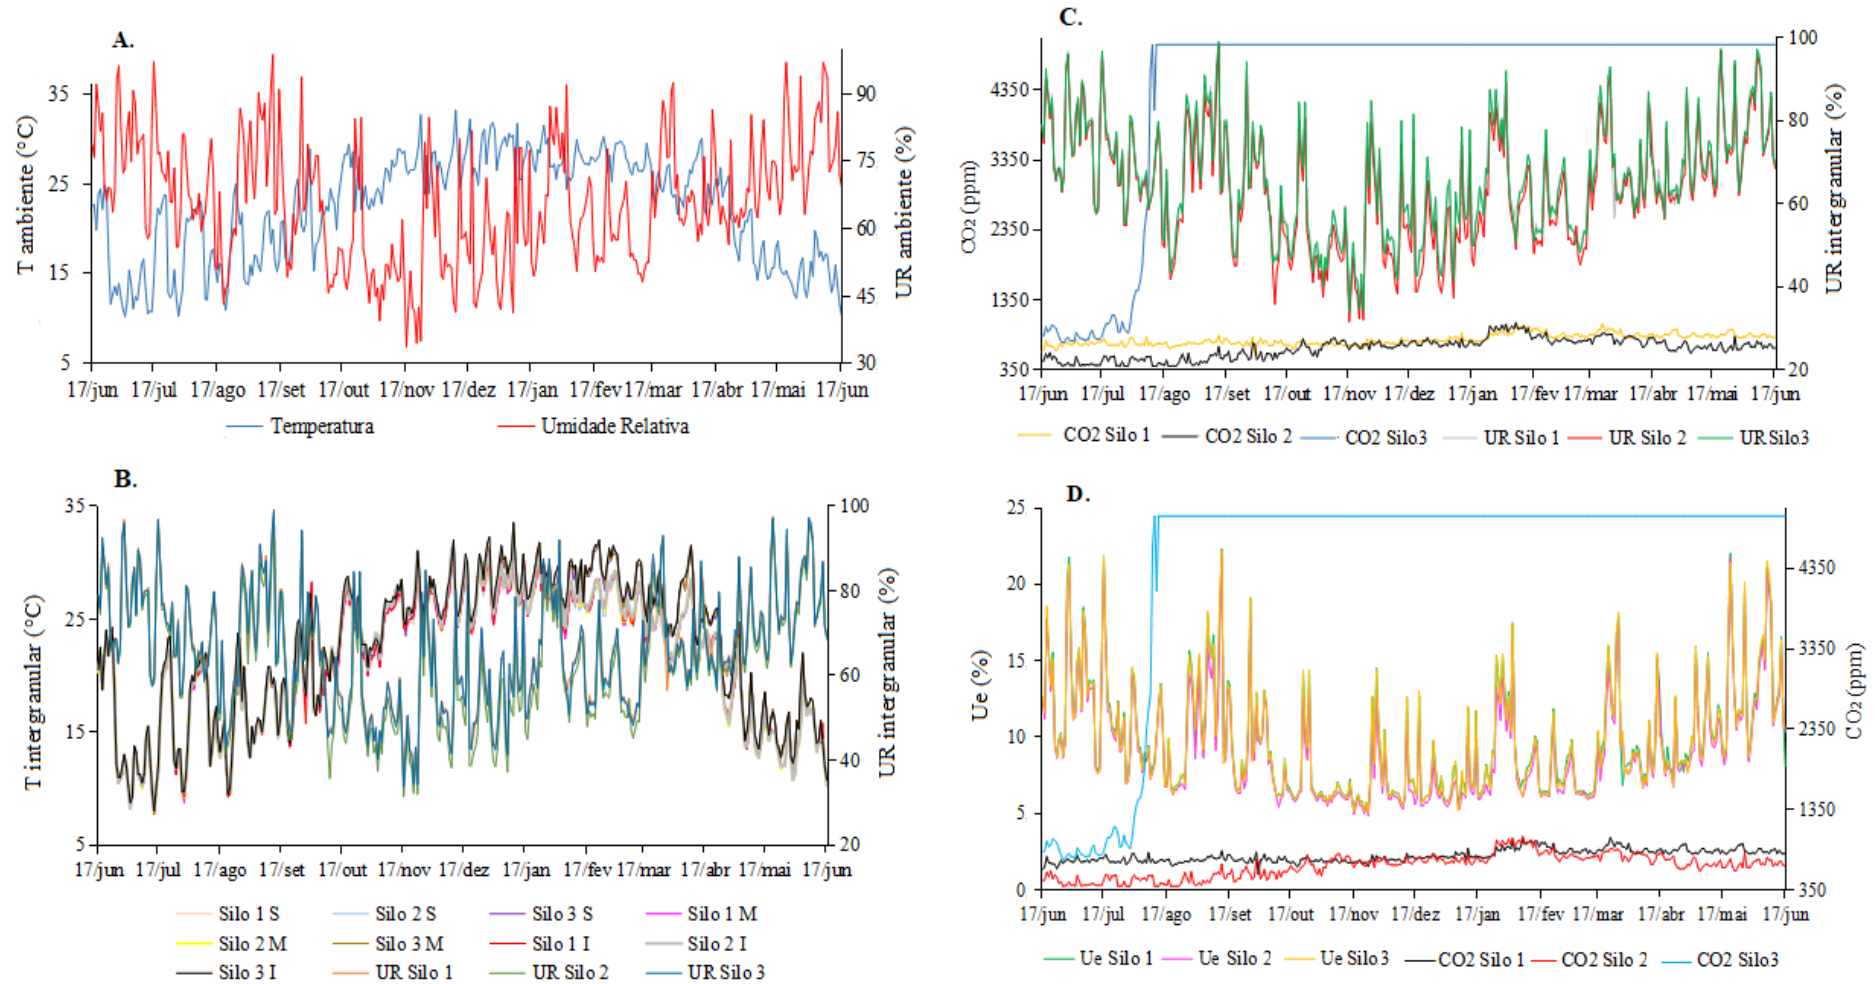 A.
T ambiente (°C)
35
25
15
5
90
75
60
45
30
UR ambiente (%)
17/jun 17/jul 17/ago 17/set 17/out 17/nov 17/dez 17/jan 17/fev 17/mar 17/abr 17/mai 17/jun
Temperatura Umidade Relativa
B.
T intergranular (°C)
35
25
15
5
100
80
60
40
20
UR intergranular (%)
17/jun 17/jul 17/ago 17/set 17/out 17/nov 17/dez 17/jan 17/fev 17/mar 17/abr 17/mai 17/jun
Silo 1 S Silo 2 S Silo 3 S Silo 1 M
Silo 2 M Silo 3 M Silo 1 I Silo 2 I
Silo 3 I UR Silo 1 UR Silo 2 UR Silo 3
C.
CO2 (ppm)
4350
3350
2350
1350
350
100
80
60
40
20
UR intergranular (%)
17/jun 17/jul 17/ago 17/set 17/out 17/nov 17/dez 17/jan 17/fev 17/mar 17/abr 17/mai 17/jun
CO2 Silo 1 CO2 Silo 2 CO2 Silo3 UR Silo 1 UR Silo 2 UR Silo3
D.
Ue (%)
25
20
15
10
5
0
4350
3350
2350
1350
350
CO2 (ppm)
17/jun 17/jul 17/ago 17/set 17/out 17/nov 17/dez 17/jan 17/fev 17/mar 17/abr 17/mai 17/jun
Ue Silo 1 Ue Silo 2 Ue Silo3 CO2 Silo 1 CO2 Silo 2 CO2 Silo3